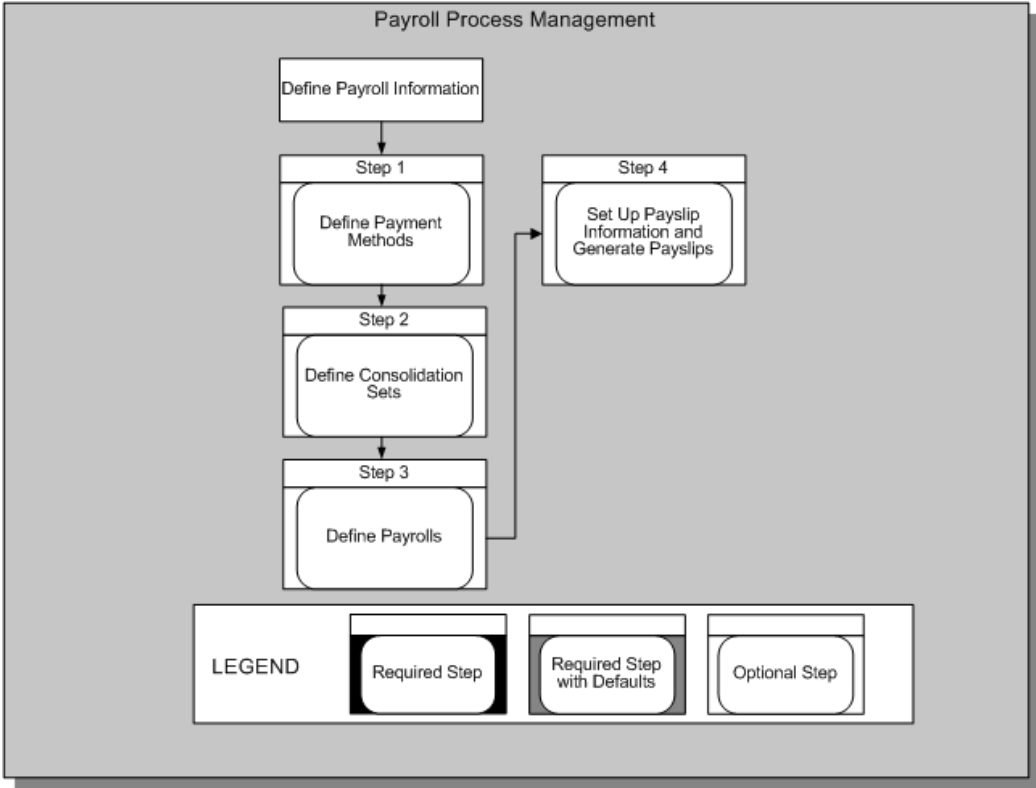 Payroll Process Management
Define Payroll Information
Step 1
Define Payment
Methods
Step 2
Define Consolidation
Sets
Step 3
Define Payrolls
Step 4
Set Up Payslip
Information and
Generate Payslips
LEGEND
Required Step
Required Step
with Defaults
Optional Step